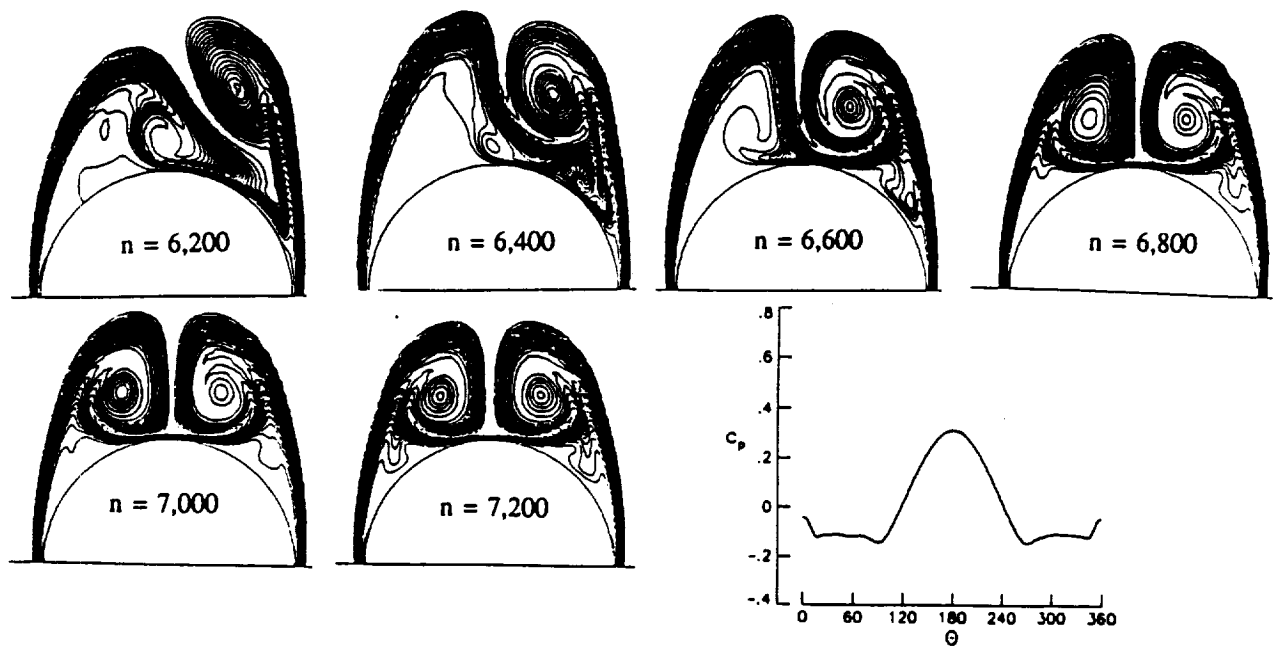 n = 6,200
n = 6,400
n = 6,600
n = 6,800
n = 7,000
n = 7,200
.8
.6
.4
Cp
.2
0
-.2
-.4
0 60 120 180 240 300 360
Θ